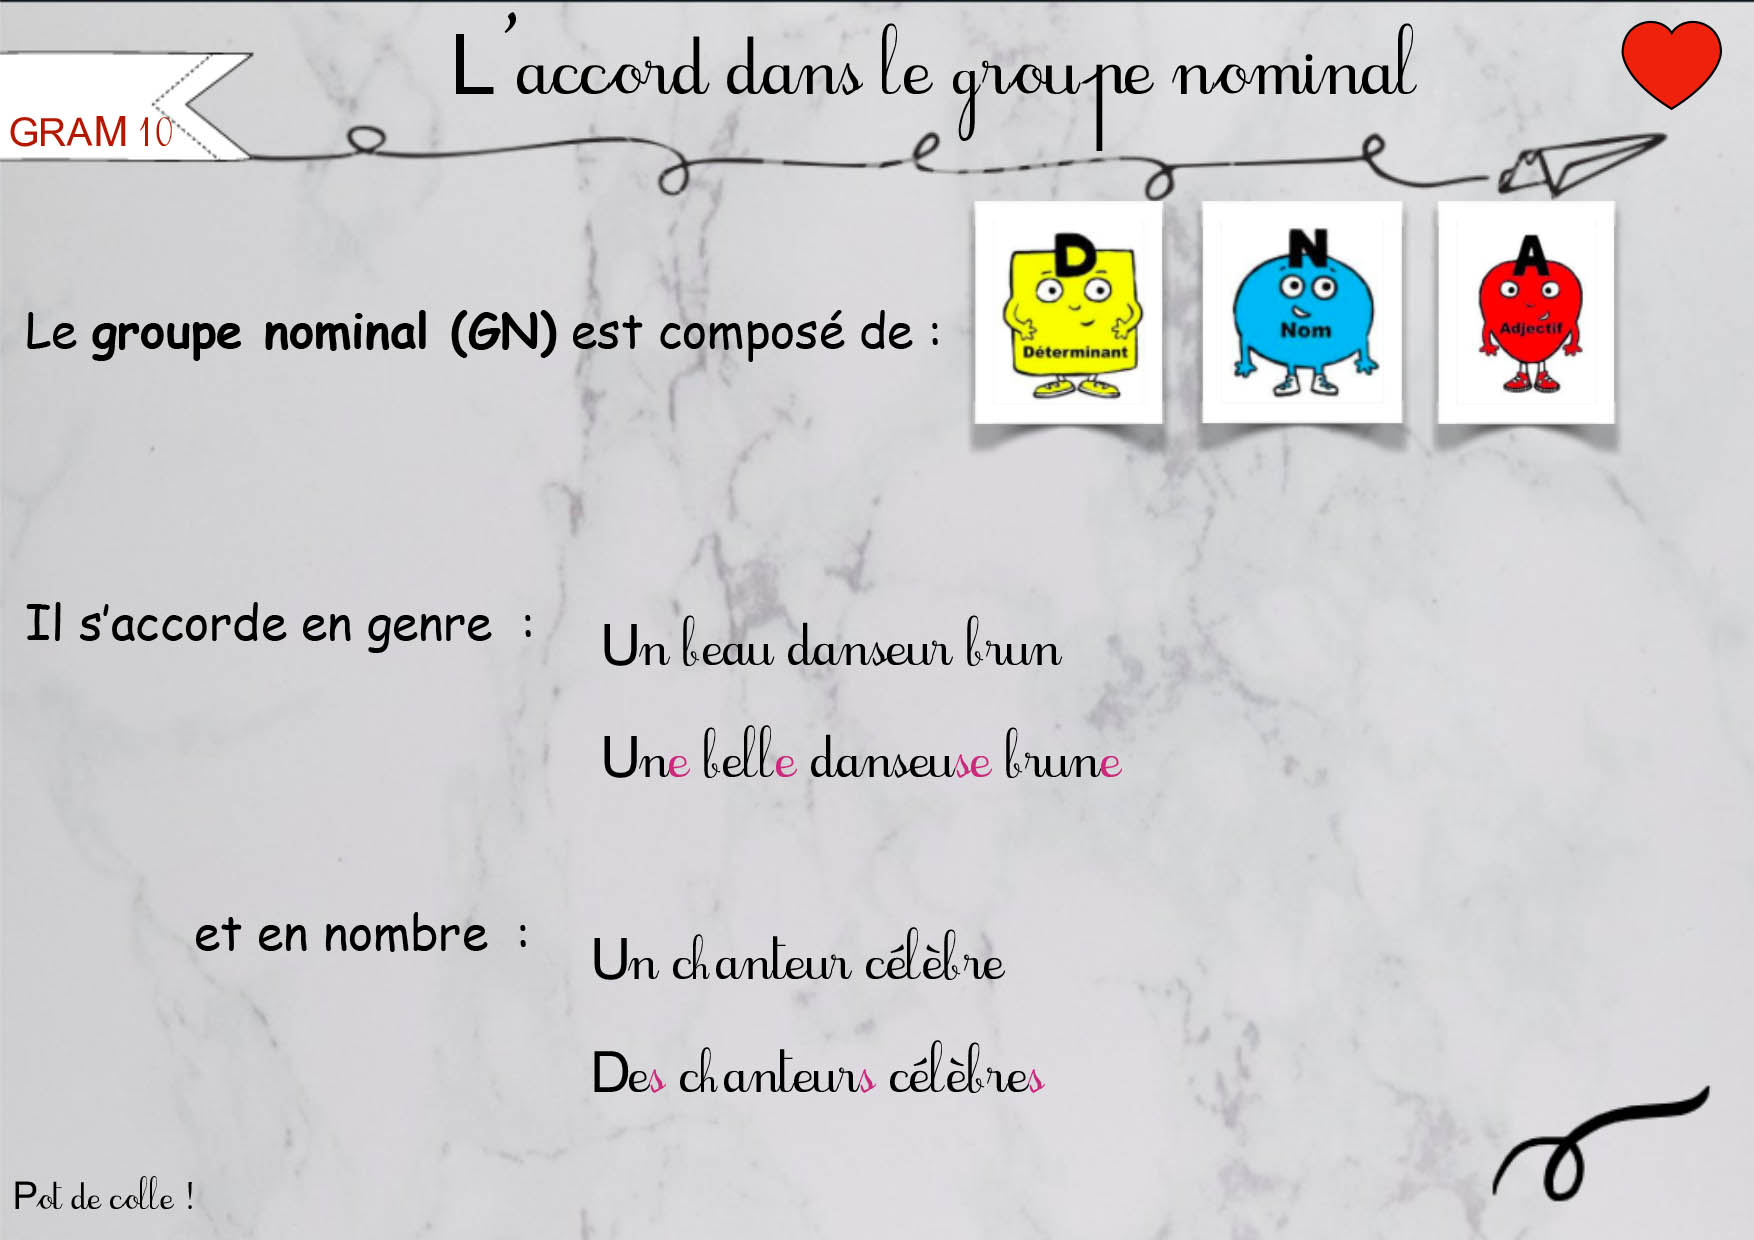 L'accord dans le groupe nominal
GRAM 10
D
Déterminant
N
Nom
A
Adjectif
Le groupe nominal (GN) est composé de :
Il s'accorde en genre :
Un beau danseur brun
Une belle danseuse brune
et en nombre :
Un chanteur célèbre
Des chanteurs célèbres
Pot de colle !